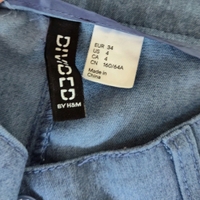 DIVIDED
BY H&M
EUR 34
US 4
CA 4
CN 160/64A
Made in
China